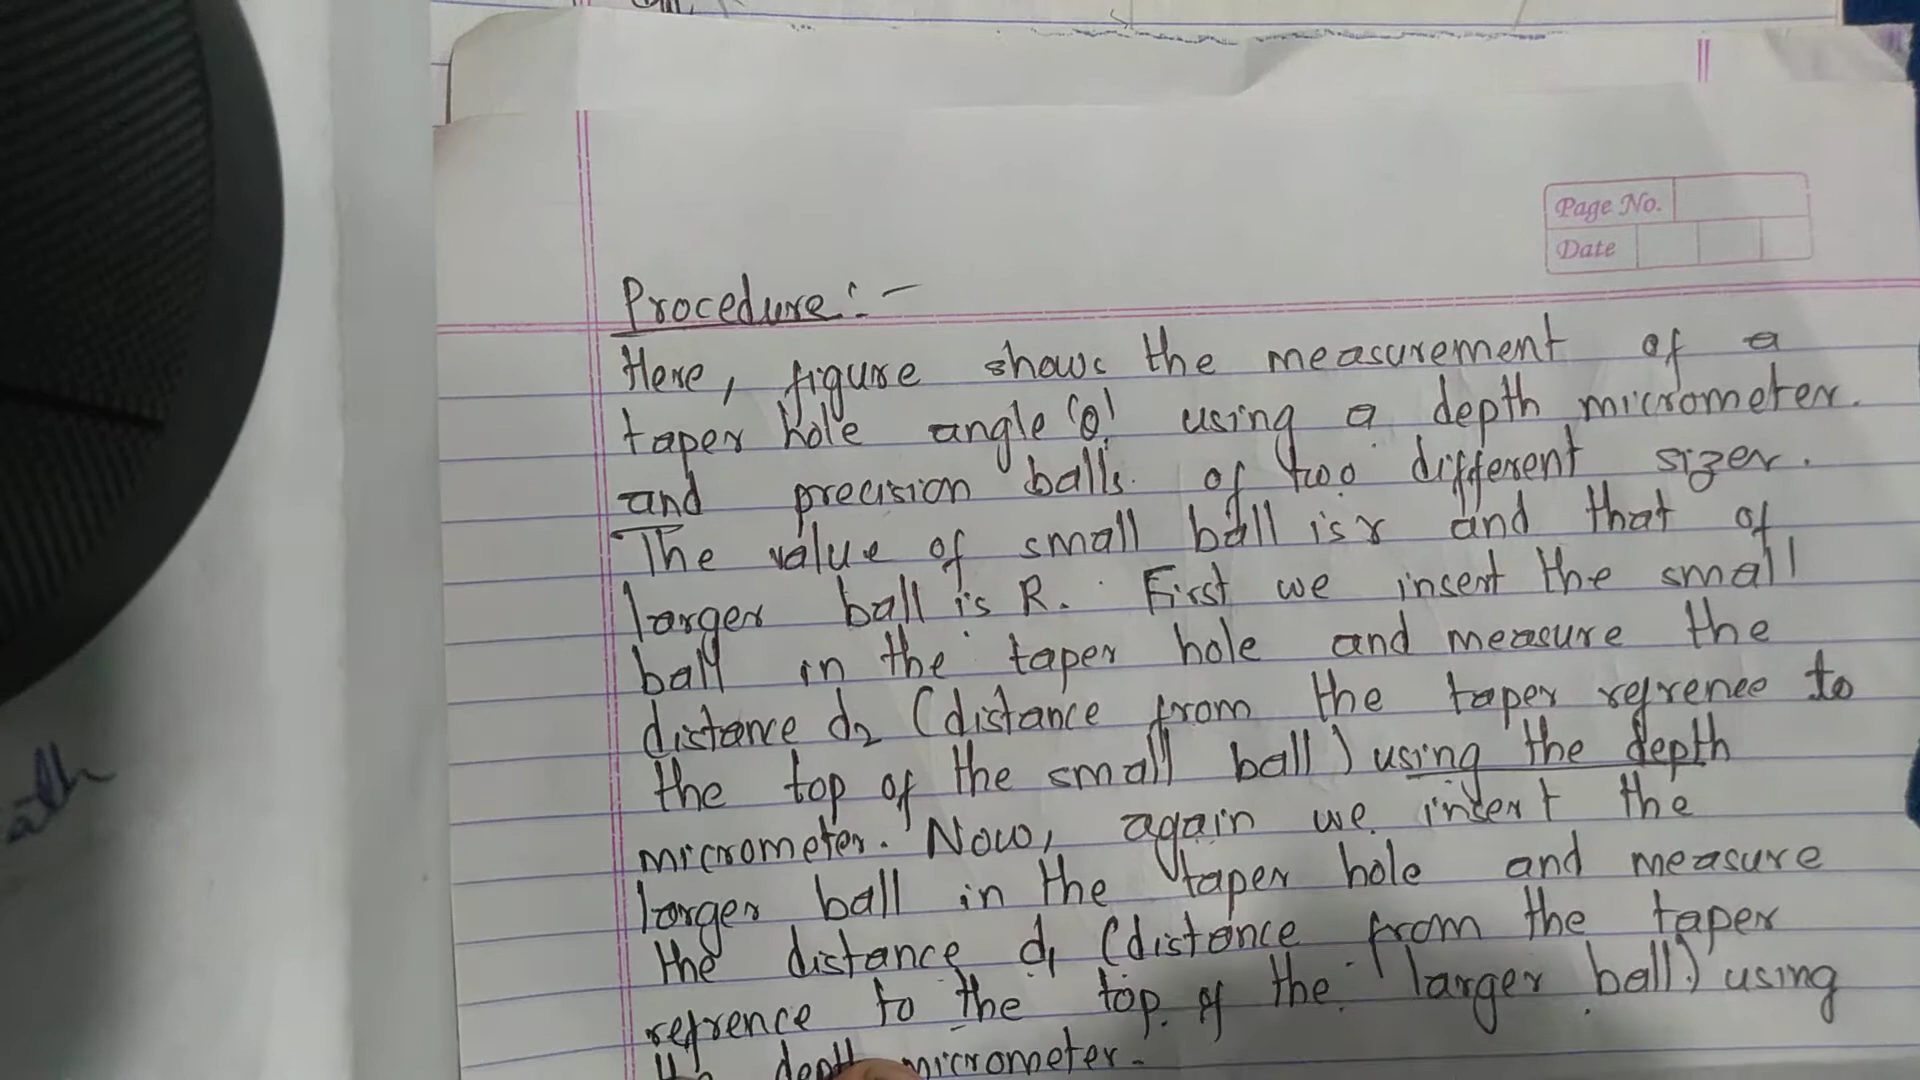 Page No.
Date
Procedure :-
Here, figure shows the measurement of a
taper hole angle 'θ' using a depth micrometer.
and precision balls. of two different sizes.
The value of small ball is r and that of
larger ball is R. First we insert the small
ball in the taper hole and measure the
distance d2 (distance from the taper refrence to
the top of the small ball) using the depth
micrometer. Now, again we insert the
larger ball in the taper hole and measure
the distance d1 (distance from the taper
refrence to the top. of the larger ball) using
the depth micrometer.